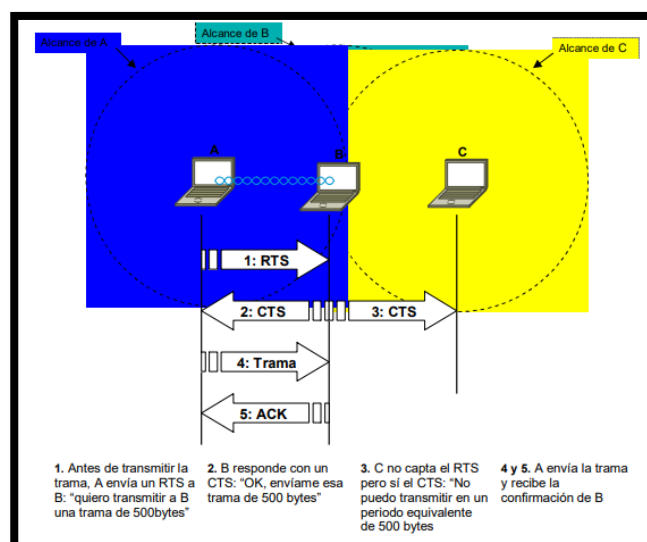 Alcance de A
Alcance de B
Alcance de C
A
B
C
1: RTS
2: CTS
3: CTS
4: Trama
5: ACK
1. Antes de transmitir la
trama, A envía un RTS a
B: “quiero transmitir a B
una trama de 500bytes”
2. B responde con un
CTS: “OK, envíame esa
trama de 500 bytes”
3. C no capta el RTS
pero sí el CTS: “No
puedo transmitir en un
periodo equivalente
de 500 bytes
4 y 5. A envía la trama
y recibe la
confirmación de B